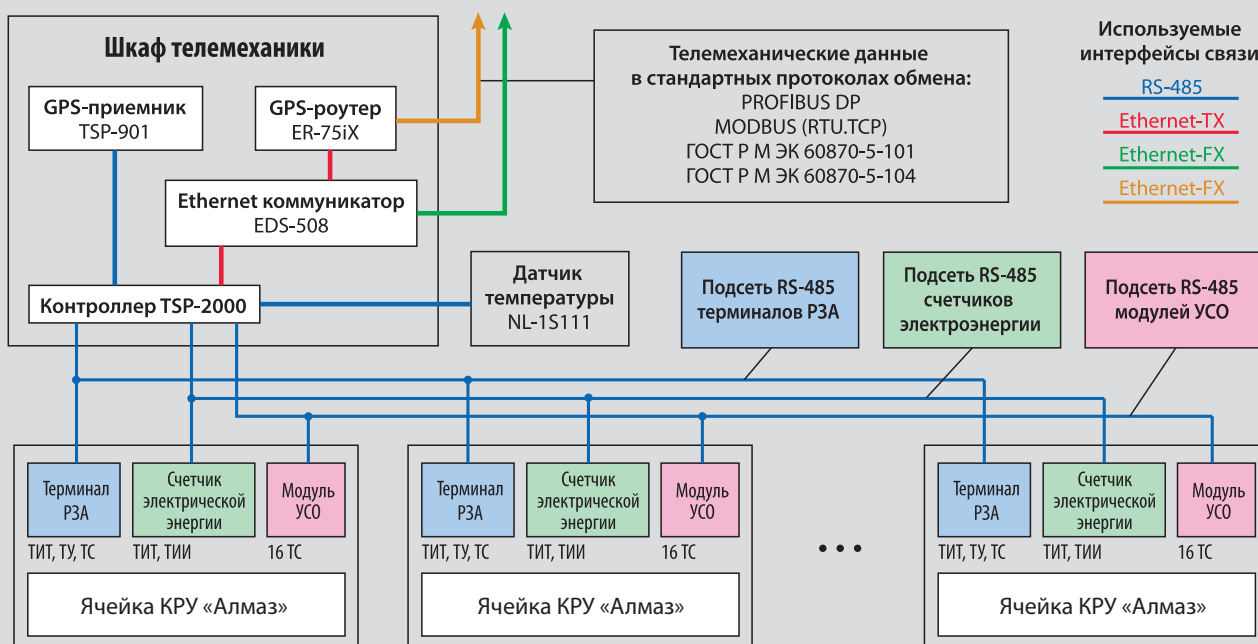 Шкаф телемеханики
GPS-приемник
TSP-901
GPS-роутер
ER-75iX
Ethernet коммуникатор
EDS-508
Контроллер TSP-2000
Телемеханические данные
в стандартных протоколах обмена:
PROFIBUS DP
MODBUS (RTU.TCP)
ГОСТ Р М ЭК 60870-5-101
ГОСТ Р М ЭК 60870-5-104
Используемые
интерфейсы связи
RS-485
Ethernet-TX
Ethernet-FX
Ethernet-FX
Датчик
температуры
NL-1S111
Подсеть RS-485
терминалов РЗА
Подсеть RS-485
счетчиков
электроэнергии
Подсеть RS-485
модулей УСО
Терминал
РЗА
Счетчик
электрической
энергии
Модуль
УСО
ТИТ, ТУ, ТС
ТИТ, ТИИ
16 ТС
Ячейка КРУ «Алмаз»
Терминал
РЗА
Счетчик
электрической
энергии
Модуль
УСО
ТИТ, ТУ, ТС
ТИТ, ТИИ
16 ТС
Ячейка КРУ «Алмаз»
• • •
Терминал
РЗА
Счетчик
электрической
энергии
Модуль
УСО
ТИТ, ТУ, ТС
ТИТ, ТИИ
16 ТС
Ячейка КРУ «Алмаз»